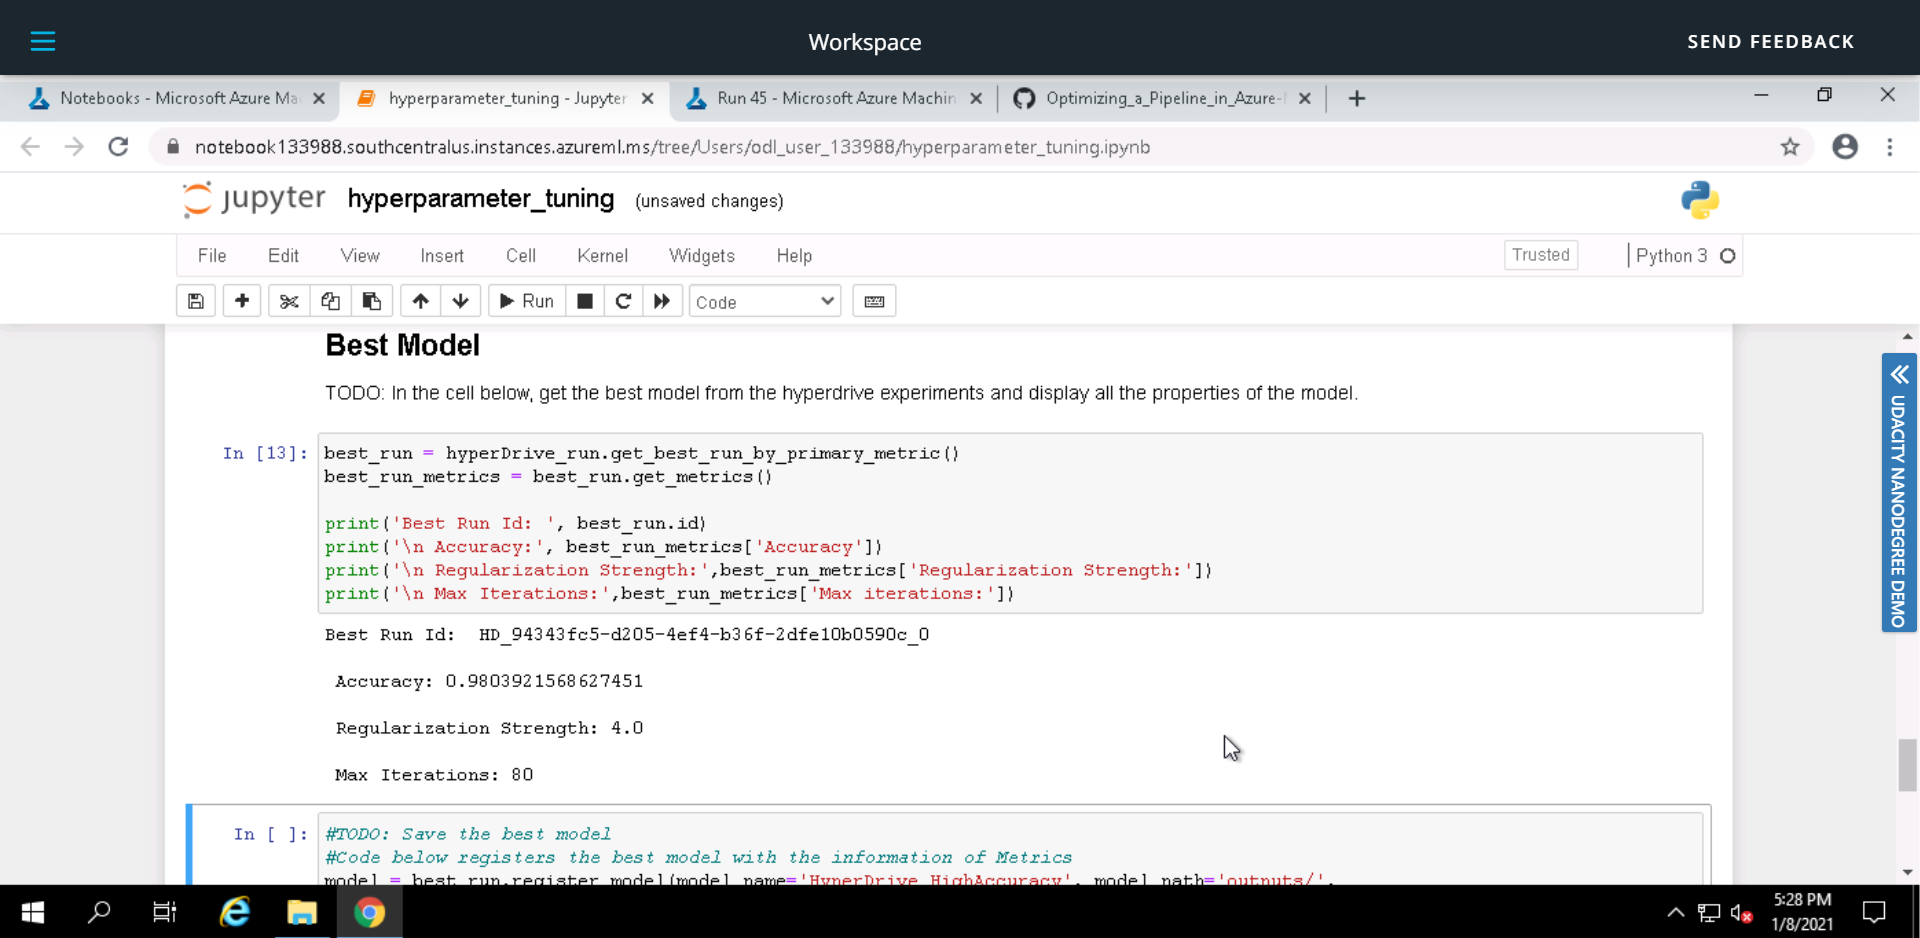 Workspace
SEND FEEDBACK
Notebooks - Microsoft Azure Ma
hyperparameter_tuning - Jupyter
Run 45 - Microsoft Azure Machin
Optimizing_a_Pipeline_in_Azure-
notebook133988.southcentralus.instances.azureml.ms/tree/Users/odl_user_133988/hyperparameter_tuning.ipynb
jupyter hyperparameter_tuning (unsaved changes)
File Edit View Insert Cell Kernel Widgets Help Trusted Python 3
Run Code
Best Model
TODO: In the cell below, get the best model from the hyperdrive experiments and display all the properties of the model.
In [13]: best_run = hyperDrive_run.get_best_run_by_primary_metric()
best_run_metrics = best_run.get_metrics()
print('Best Run Id: ', best_run.id)
print('\n Accuracy:', best_run_metrics['Accuracy'])
print('\n Regularization Strength:',best_run_metrics['Regularization Strength:'])
print('\n Max Iterations:',best_run_metrics['Max iterations:'])
Best Run Id:  HD_94343fc5-d205-4ef4-b36f-2dfe10b0590c_0
Accuracy: 0.9803921568627451
Regularization Strength: 4.0
Max Iterations: 80
In [ ]: #TODO: Save the best model
#Code below registers the best model with the information of Metrics
model = best_run.register_model(model_name='HyperDrive_HighAccuracy', model_path='outputs/',
UDACITY NANODEGREE DEMO
5:28 PM
1/8/2021